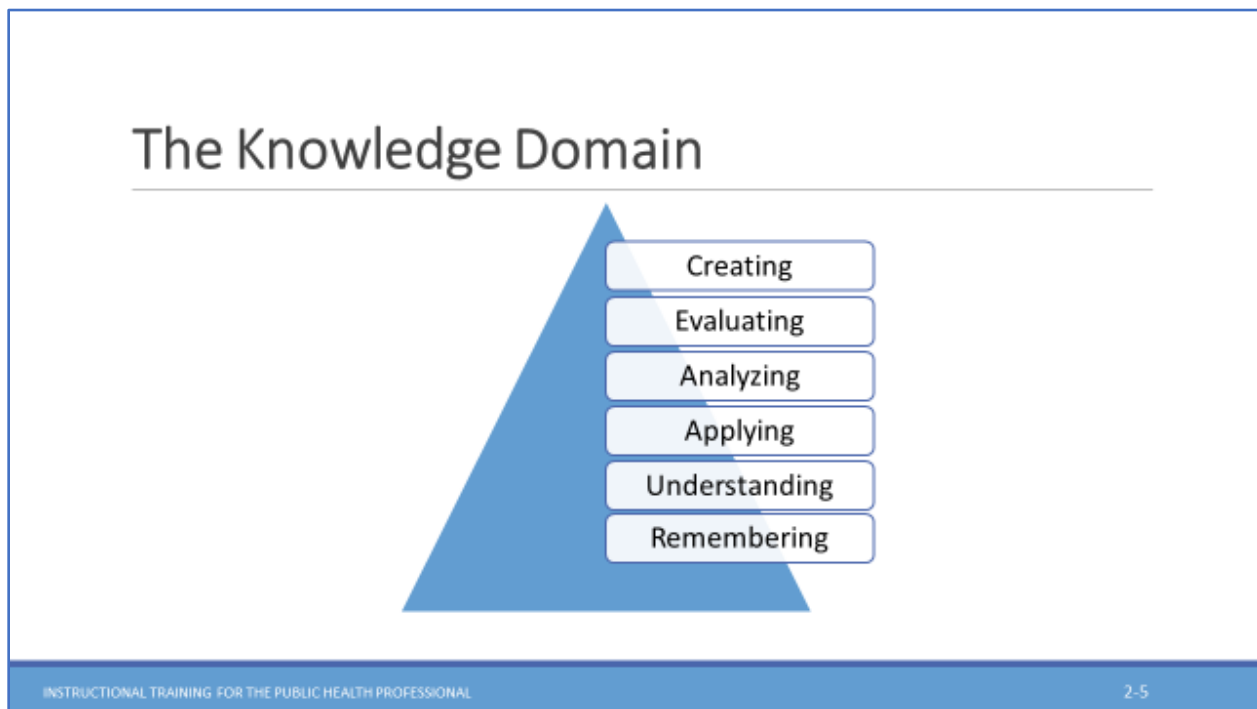 The Knowledge Domain
Creating
Evaluating
Analyzing
Applying
Understanding
Remembering
INSTRUCTIONAL TRAINING FOR THE PUBLIC HEALTH PROFESSIONAL
2-5